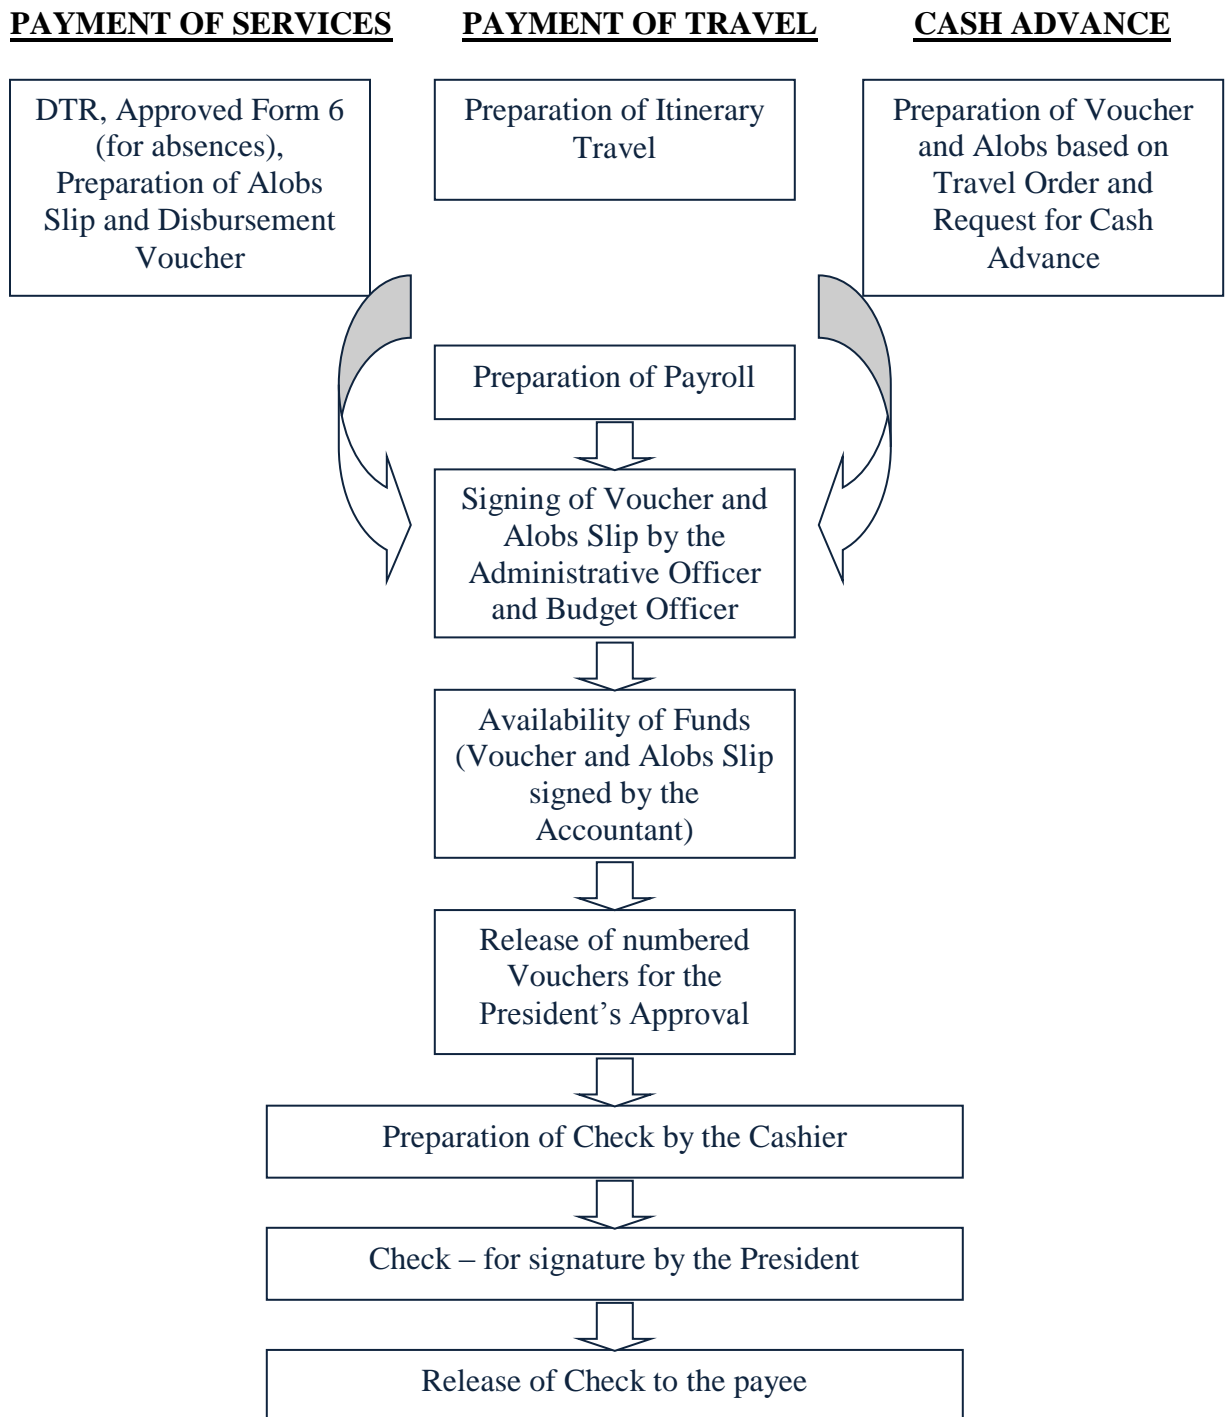 PAYMENT OF SERVICES
PAYMENT OF TRAVEL
CASH ADVANCE
DTR, Approved Form 6
(for absences),
Preparation of Alobs
Slip and Disbursement
Voucher
Preparation of Itinerary
Travel
Preparation of Voucher
and Alobs based on
Travel Order and
Request for Cash
Advance
Preparation of Payroll
Signing of Voucher and
Alobs Slip by the
Administrative Officer
and Budget Officer
Availability of Funds
(Voucher and Alobs Slip
signed by the
Accountant)
Release of numbered
Vouchers for the
President’s Approval
Preparation of Check by the Cashier
Check – for signature by the President
Release of Check to the payee